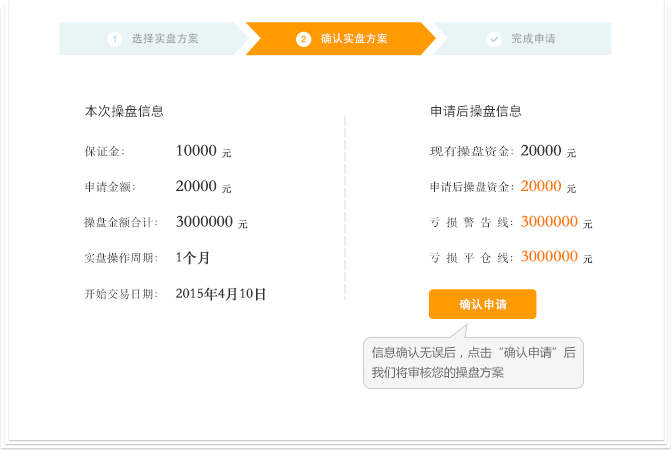 1 选择实盘方案
2 确认实盘方案
完成申请
本次操盘信息
保证金： 10000 元
申请金额： 20000 元
操盘金额合计： 3000000 元
实盘操作周期： 1个月
开始交易日期： 2015年4月10日
申请后操盘信息
现有操盘资金： 20000 元
申请后操盘资金： 20000 元
亏 损 警 告 线： 3000000 元
亏 损 平 仓 线： 3000000 元
确认申请
信息确认无误后，点击“确认申请”后
我们将审核您的操盘方案